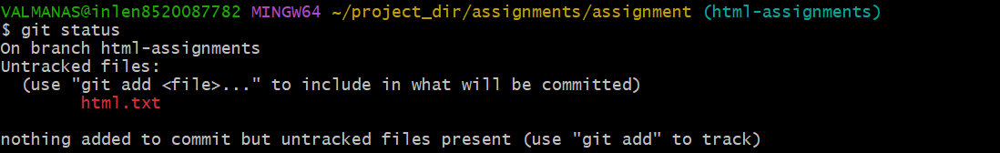 VALMANAS@inlen8520087782 MINGW64 ~/project_dir/assignments/assignment (html-assignments)
$ git status
On branch html-assignments
Untracked files:
  (use "git add <file>..." to include in what will be committed)
        html.txt

nothing added to commit but untracked files present (use "git add" to track)